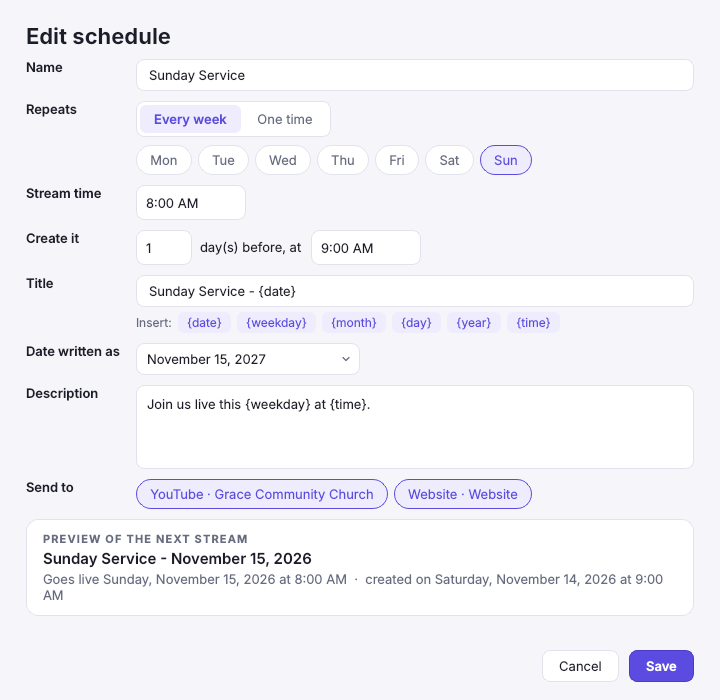 Edit schedule
Name
Sunday Service
Repeats
Every week
One time
Mon
Tue
Wed
Thu
Fri
Sat
Sun
Stream time
8:00 AM
Create it
1
day(s) before, at
9:00 AM
Title
Sunday Service - {date}
Insert:
{date}
{weekday}
{month}
{day}
{year}
{time}
Date written as
November 15, 2027
Description
Join us live this {weekday} at {time}.
Send to
YouTube · Grace Community Church
Website · Website
PREVIEW OF THE NEXT STREAM
Sunday Service - November 15, 2026
Goes live Sunday, November 15, 2026 at 8:00 AM · created on Saturday, November 14, 2026 at 9:00
AM
Cancel
Save